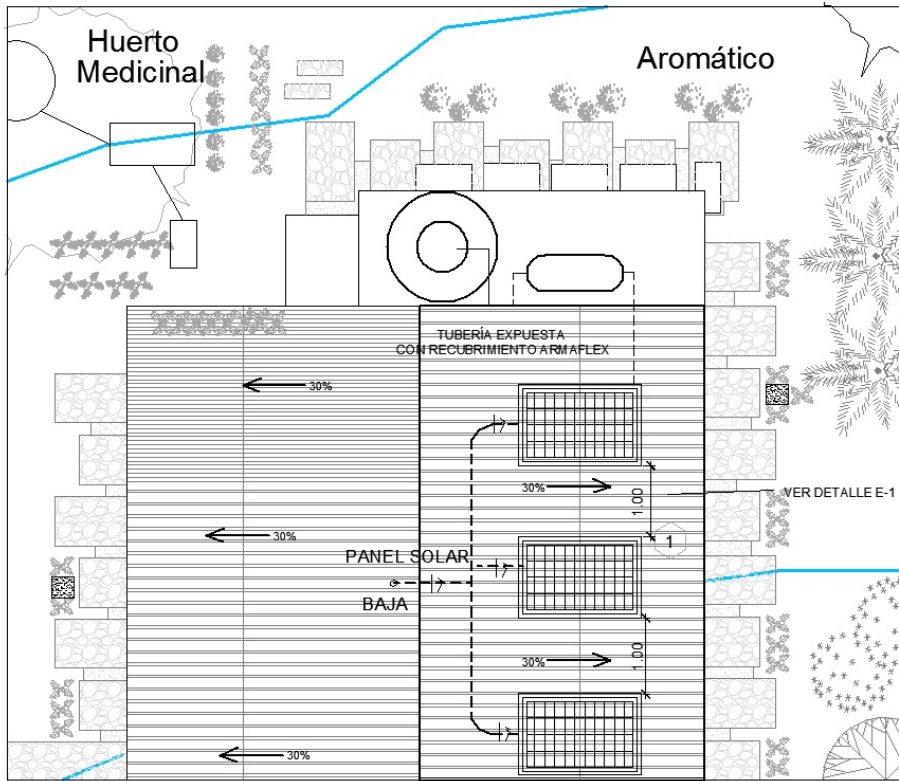 Huerto
Medicinal
Aromático
TUBERÍA EXPUESTA
CON RECUBRIMIENTO ARMAFLEX
30%
30%
1.00
VER DETALLE E-1
30%
1
PANEL SOLAR
BAJA
1.00
30%
30%